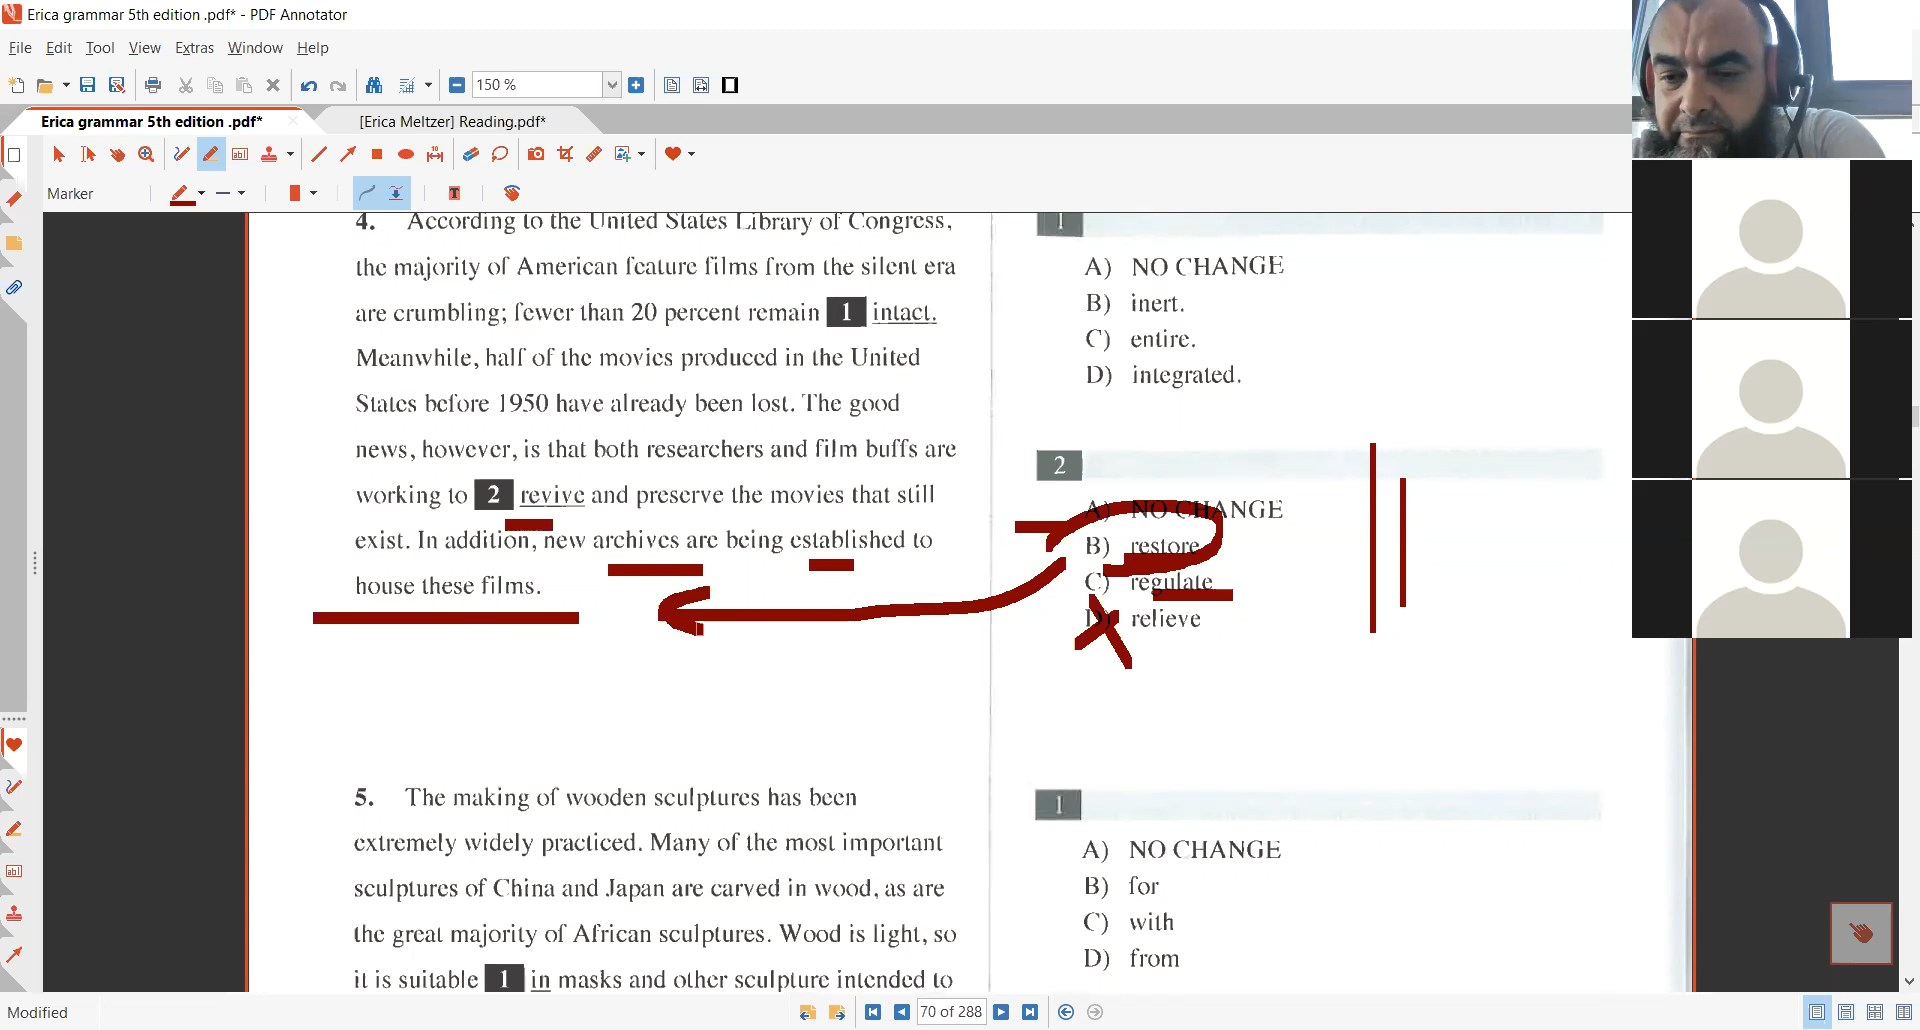 Erica grammar 5th edition .pdf* - PDF Annotator
File Edit Tool View Extras Window Help
150 %
Erica grammar 5th edition .pdf* [Erica Meltzer] Reading.pdf*
Marker
4. According to the United States Library of Congress,
the majority of American feature films from the silent era
are crumbling; fewer than 20 percent remain 1 intact.
Meanwhile, half of the movies produced in the United
States before 1950 have already been lost. The good
news, however, is that both researchers and film buffs are
working to 2 revive and preserve the movies that still
exist. In addition, new archives are being established to
house these films.
1
A) NO CHANGE
B) inert.
C) entire.
D) integrated.
2
A) NO CHANGE
B) restore
C) regulate
D) relieve
5. The making of wooden sculptures has been
extremely widely practiced. Many of the most important
sculptures of China and Japan are carved in wood, as are
the great majority of African sculptures. Wood is light, so
it is suitable 1 in masks and other sculpture intended to
1
A) NO CHANGE
B) for
C) with
D) from
Modified
70 of 288